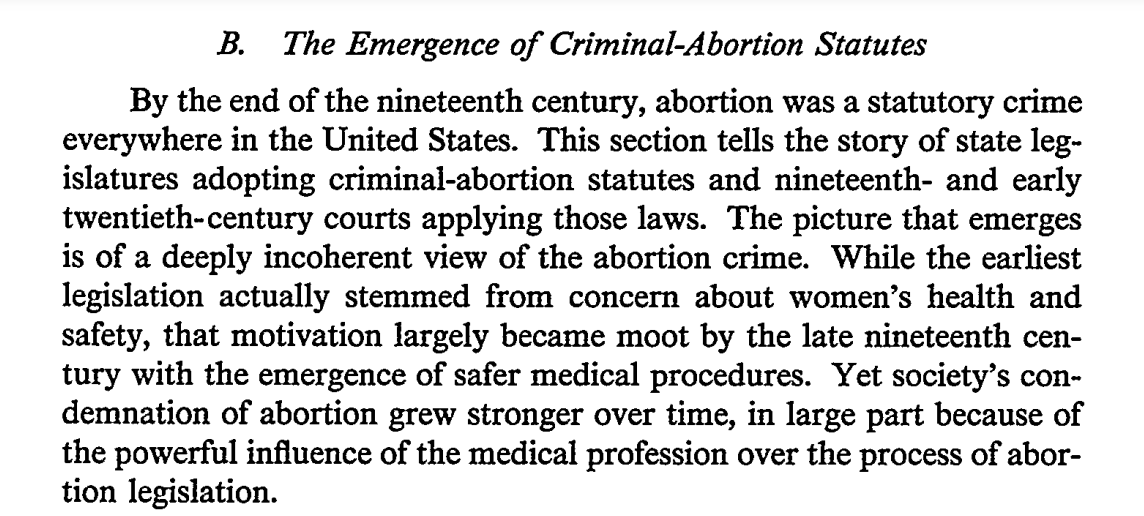 B. The Emergence of Criminal-Abortion Statutes
By the end of the nineteenth century, abortion was a statutory crime
everywhere in the United States. This section tells the story of state leg-
islatures adopting criminal-abortion statutes and nineteenth- and early
twentieth-century courts applying those laws. The picture that emerges
is of a deeply incoherent view of the abortion crime. While the earliest
legislation actually stemmed from concern about women’s health and
safety, that motivation largely became moot by the late nineteenth cen-
tury with the emergence of safer medical procedures. Yet society’s con-
demnation of abortion grew stronger over time, in large part because of
the powerful influence of the medical profession over the process of abor-
tion legislation.